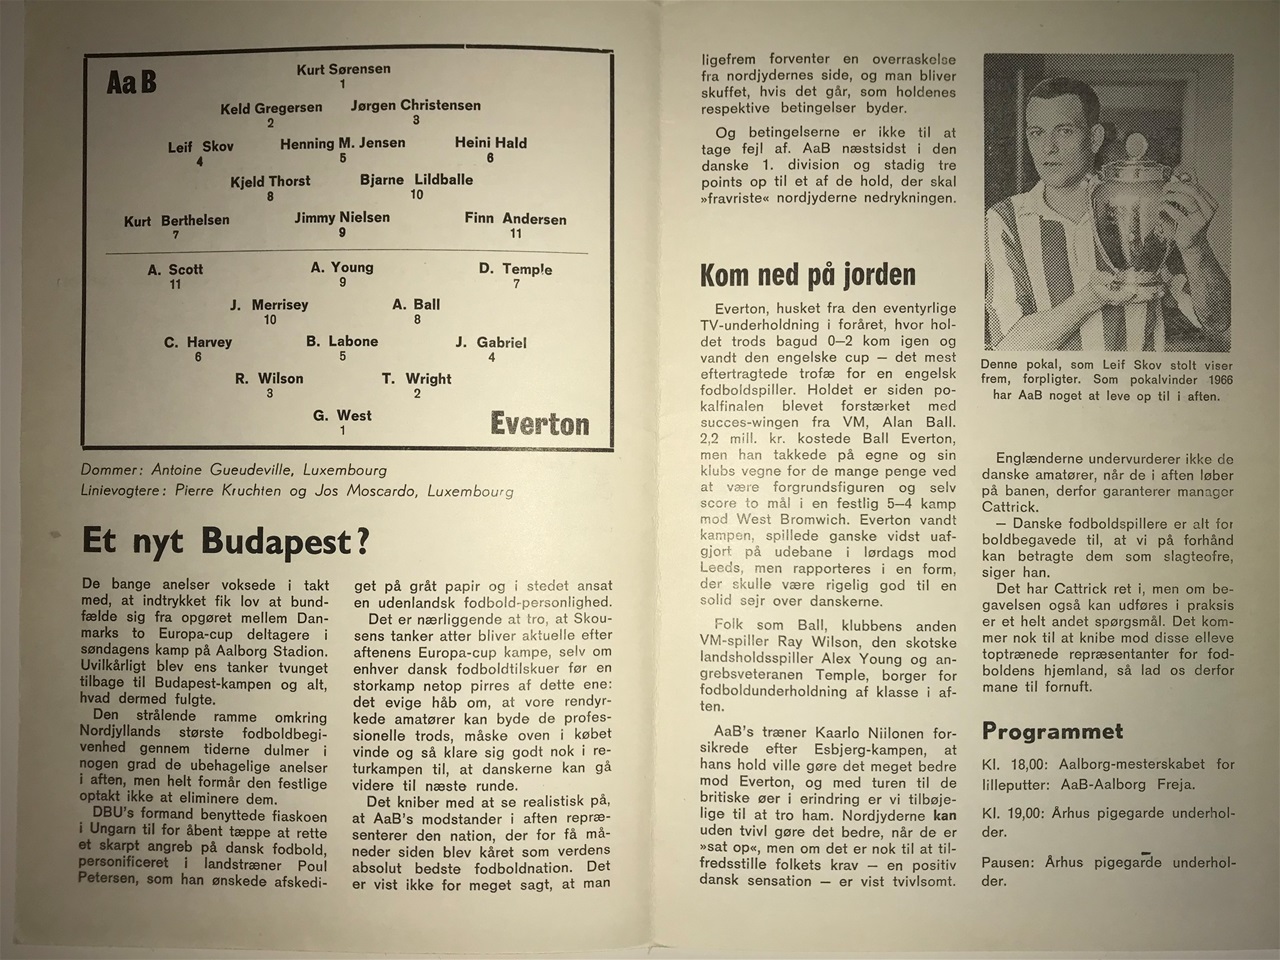 AaB
Kurt Sørensen
1
Keld Gregersen Jørgen Christensen
2 3
Leif Skov Henning M. Jensen Heini Hald
4 5 6
Kjeld Thorst Bjarne Lildballe
8 10
Kurt Berthelsen Jimmy Nielsen Finn Andersen
7 9 11
A. Scott A. Young D. Temple
11 9 7
J. Merrisey A. Ball
10 8
C. Harvey B. Labone J. Gabriel
6 5 4
R. Wilson T. Wright
3 2
G. West
1
Everton
Dommer: Antoine Gueudeville, Luxembourg
Linievogtere: Pierre Kruchten og Jos Moscardo, Luxembourg
Et nyt Budapest?
De bange anelser voksede i takt
med, at indtrykket fik lov at bund-
fælde sig fra opgøret mellem Dan-
marks to Europa-cup deltagere i
søndagens kamp på Aalborg Stadion.
Uvilkårligt blev ens tanker tvunget
tilbage til Budapest-kampen og alt,
hvad dermed fulgte.
Den strålende ramme omkring
Nordjyllands største fodboldbegi-
venhed gennem tiderne dulmer i
nogen grad de ubehagelige anelser
i aften, men helt formår den festlige
optakt ikke at eliminere dem.
DBU's formand benyttede fiaskoen
i Ungarn til for åbent tæppe at rette
et skarpt angreb på dansk fodbold,
personificeret i landstræner Poul
Petersen, som han ønskede afskedi-
get på gråt papir og i stedet ansat
en udenlandsk fodbold-personlighed.
Det er nærliggende at tro, at Skou-
sens tanker atter bliver aktuelle efter
aftenens Europa-cup kampe, selv om
enhver dansk fodboldtilskuer før en
storkamp netop pirres af dette ene:
det evige håb om, at vore rendyr-
kede amatører kan byde de profes-
sionelle trods, måske oven i købet
vinde og så klare sig godt nok i re-
turkampen til, at danskerne kan gå
videre til næste runde.
Det kniber med at se realistisk på,
at AaB's modstander i aften repræ-
senterer den nation, der for få må-
neder siden blev kåret som verdens
absolut bedste fodboldnation. Det
er vist ikke for meget sagt, at man
ligefrem forventer en overraskelse
fra nordjydernes side, og man bliver
skuffet, hvis det går, som holdenes
respektive betingelser byder.
Og betingelserne er ikke til at
tage fejl af. AaB næstsidst i den
danske 1. division og stadig tre
points op til et af de hold, der skal
»fravriste« nordjyderne nedrykningen.
Kom ned på jorden
Everton, husket fra den eventyrlige
TV-underholdning i foråret, hvor hol-
det trods bagud 0—2 kom igen og
vandt den engelske cup — det mest
eftertragtede trofæ for en engelsk
fodboldspiller. Holdet er siden po-
kalfinalen blevet forstærket med
succes-wingen fra VM, Alan Ball.
2,2 mill. kr. kostede Ball Everton,
men han takkede på egne og sin
klubs vegne for de mange penge ved
at være forgrundsfiguren og selv
score to mål i en festlig 5—4 kamp
mod West Bromwich. Everton vandt
kampen, spillede ganske vidst uaf-
gjort på udebane i lørdags mod
Leeds, men rapporteres i en form,
der skulle være rigelig god til en
solid sejr over danskerne.
Folk som Ball, klubbens anden
VM-spiller Ray Wilson, den skotske
landsholdsspiller Alex Young og an-
grebsveteranen Temple, borger for
fodboldunderholdning af klasse i af-
ten.
AaB's træner Kaarlo Niilonen for-
sikrede efter Esbjerg-kampen, at
hans hold ville gøre det meget bedre
mod Everton, og med turen til de
britiske øer i erindring er vi tilbøje-
lige til at tro ham. Nordjyderne kan
uden tvivl gøre det bedre, når de er
»sat op«, men om det er nok til at til-
fredsstille folkets krav — en positiv
dansk sensation — er vist tvivlsomt.
Denne pokal, som Leif Skov stolt viser
frem, forpligter. Som pokalvinder 1966
har AaB noget at leve op til i aften.
Englænderne undervurderer ikke de
danske amatører, når de i aften løber
på banen, derfor garanterer manager
Cattrick.
— Danske fodboldspillere er alt for
boldbegavede til, at vi på forhånd
kan betragte dem som slagteofre,
siger han.
Det har Cattrick ret i, men om be-
gavelsen også kan udføres i praksis
er et helt andet spørgsmål. Det kom-
mer nok til at knibe mod disse elleve
toptrænede repræsentanter for fod-
boldens hjemland, så lad os derfor
mane til fornuft.
Programmet
Kl. 18,00: Aalborg-mesterskabet for
lilleputter: AaB-Aalborg Freja.
Kl. 19,00: Århus pigegarde underhol-
der.
Pausen: Århus pigegarde underhol-
der.